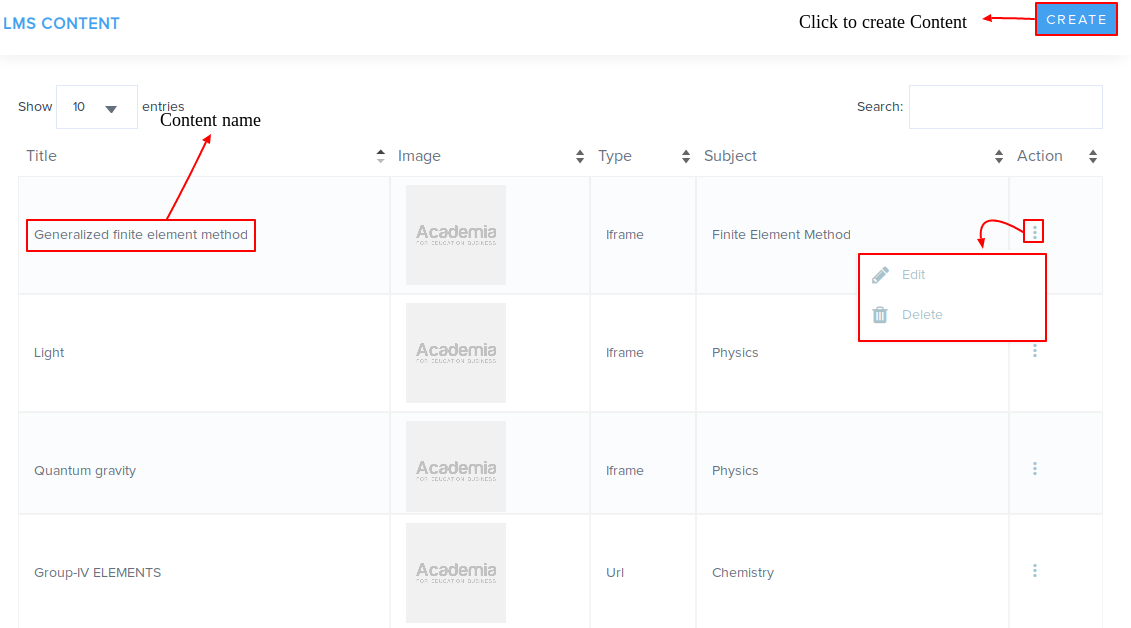 LMS CONTENT
Click to create Content
CREATE
Show 10 entries
Search:
Content name
Title Image Type Subject Action
Generalized finite element method
Academia
FOR EDUCATION BUSINESS
Iframe
Finite Element Method
Edit
Delete
Light
Academia
FOR EDUCATION BUSINESS
Iframe
Physics
Quantum gravity
Academia
FOR EDUCATION BUSINESS
Iframe
Physics
Group-IV ELEMENTS
Academia
FOR EDUCATION BUSINESS
Url
Chemistry